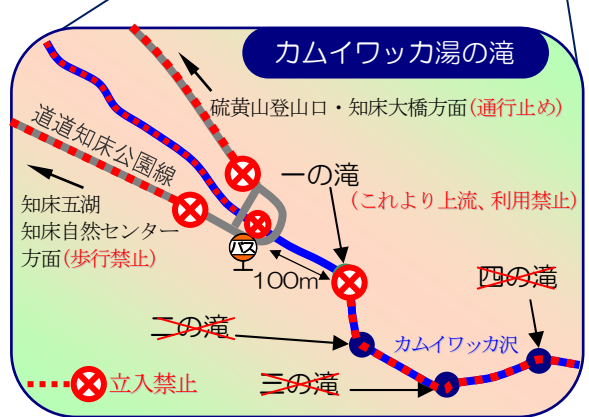 カムイワッカ湯の滝
硫黄山登山口・知床大橋方面(通行止め)
道道知床公園線
一の滝
(これより上流、利用禁止)
知床五湖
知床自然センター
方面(歩行禁止)
バス
100m
四の滝
二の滝
カムイワッカ沢
三の滝
立入禁止